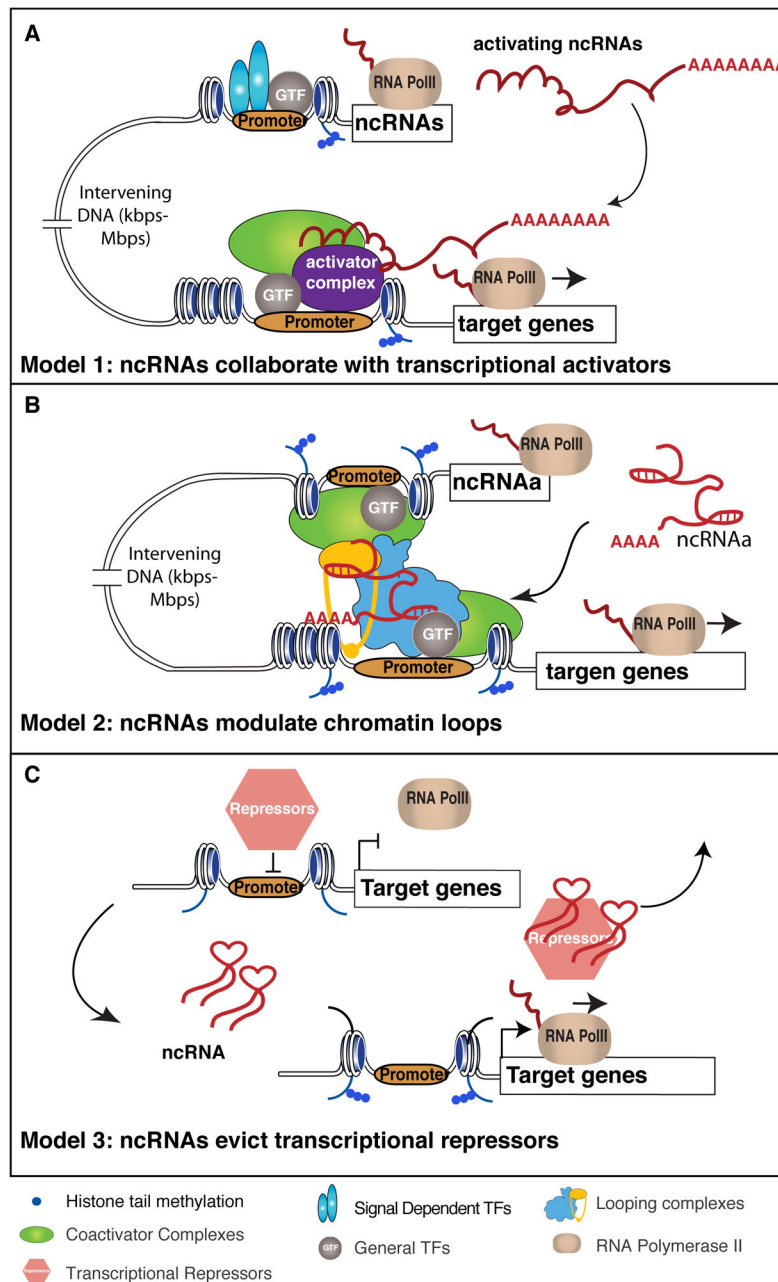 A
activating ncRNAs
RNA PolII
AAAAAAAA
GTF
Promoter
ncRNAs
Intervening
DNA (kbps-
Mbps)
AAAAAAAA
activator
complex
RNA PolII
GTF
Promoter
target genes
Model 1: ncRNAs collaborate with transcriptional activators
B
RNA PolII
Promoter
ncRNAa
GTF
AAAA
ncRNAa
Intervening
DNA (kbps-
Mbps)
AAAA
RNA PolII
GTF
Promoter
targen genes
Model 2: ncRNAs modulate chromatin loops
C
Repressors
RNA PolII
Promoter
Target genes
Repressors
ncRNA
RNA PolII
Promoter
Target genes
Model 3: ncRNAs evict transcriptional repressors
Histone tail methylation
Signal Dependent TFs
Looping complexes
Coactivator Complexes
GTF
General TFs
RNA Polymerase II
Repressors
Transcriptional Repressors